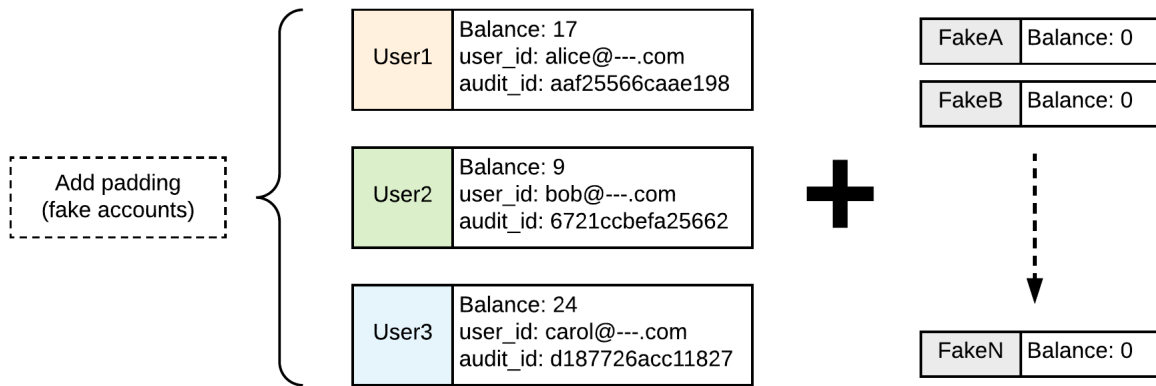 Add padding
(fake accounts)
User1
Balance: 17
user_id: alice@---.com
audit_id: aaf25566caae198
User2
Balance: 9
user_id: bob@---.com
audit_id: 6721ccbefa25662
User3
Balance: 24
user_id: carol@---.com
audit_id: d187726acc11827
FakeA
Balance: 0
FakeB
Balance: 0
FakeN
Balance: 0